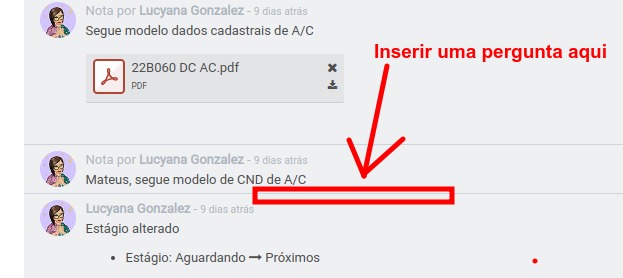 Nota por Lucyana Gonzalez - 9 dias atrás
Segue modelo dados cadastrais de A/C
Inserir uma pergunta aqui
22B060 DC AC.pdf
PDF
Nota por Lucyana Gonzalez - 9 dias atrás
Mateus, segue modelo de CND de A/C
Lucyana Gonzalez - 9 dias atrás
Estágio alterado
• Estágio: Aguardando → Próximos